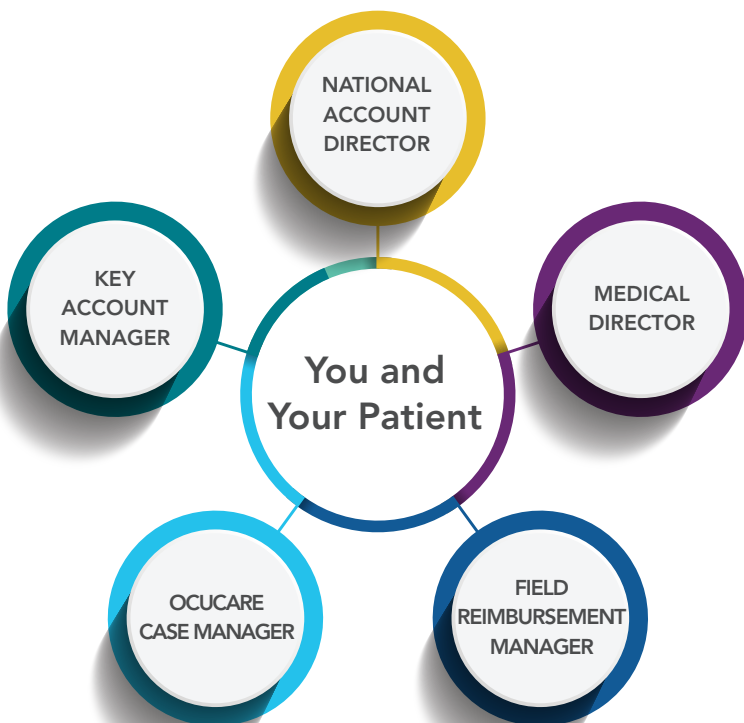 NATIONAL
ACCOUNT
DIRECTOR
KEY
ACCOUNT
MANAGER
MEDICAL
DIRECTOR
You and
Your Patient
OCUCARE
CASE MANAGER
FIELD
REIMBURSEMENT
MANAGER